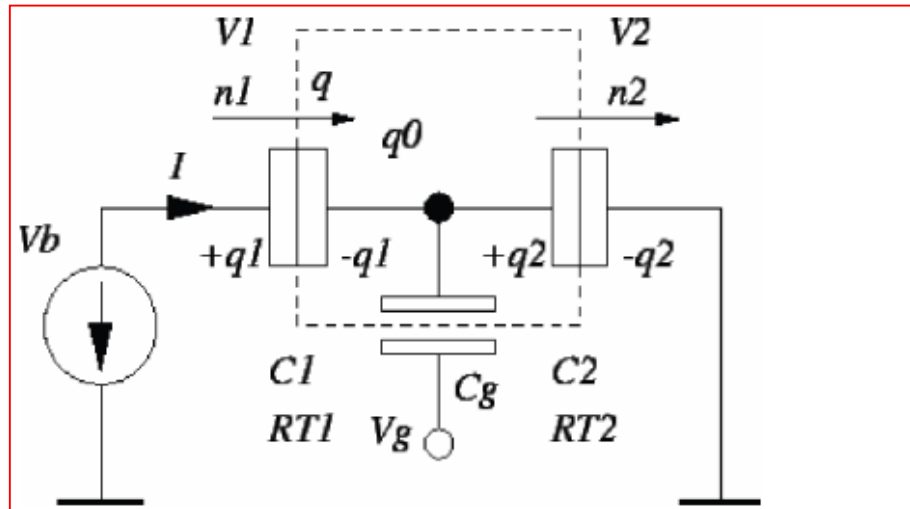 V1 V2
n1 q n2
q0
I
Vb
+q1 -q1 +q2 -q2
C1 Cg C2
RT1 Vg RT2